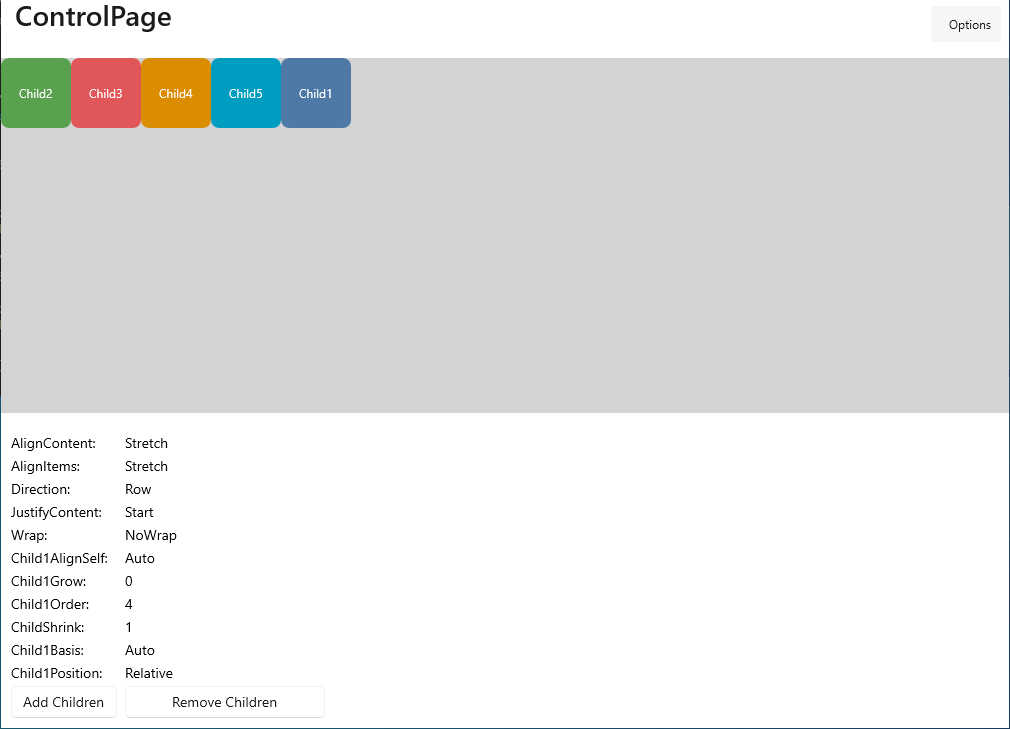 ControlPage
Options
Child2 Child3 Child4 Child5 Child1
AlignContent: Stretch
AlignItems: Stretch
Direction: Row
JustifyContent: Start
Wrap: NoWrap
Child1AlignSelf: Auto
Child1Grow: 0
Child1Order: 4
ChildShrink: 1
Child1Basis: Auto
Child1Position: Relative
Add Children Remove Children